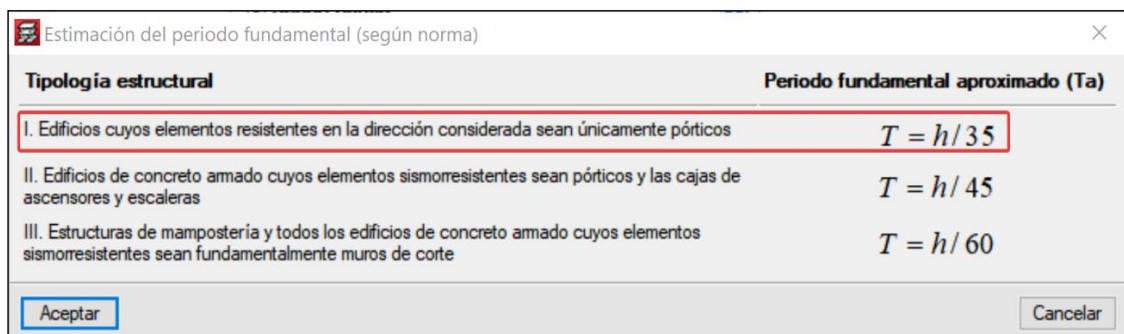 Estimación del periodo fundamental (según norma)
Tipología estructural Periodo fundamental aproximado (Ta)
I. Edificios cuyos elementos resistentes en la dirección considerada sean únicamente pórticos T = h/35
II. Edificios de concreto armado cuyos elementos sismorresistentes sean pórticos y las cajas de
ascensores y escaleras T = h/45
III. Estructuras de mampostería y todos los edificios de concreto armado cuyos elementos
sismorresistentes sean fundamentalmente muros de corte T = h/60
Aceptar Cancelar